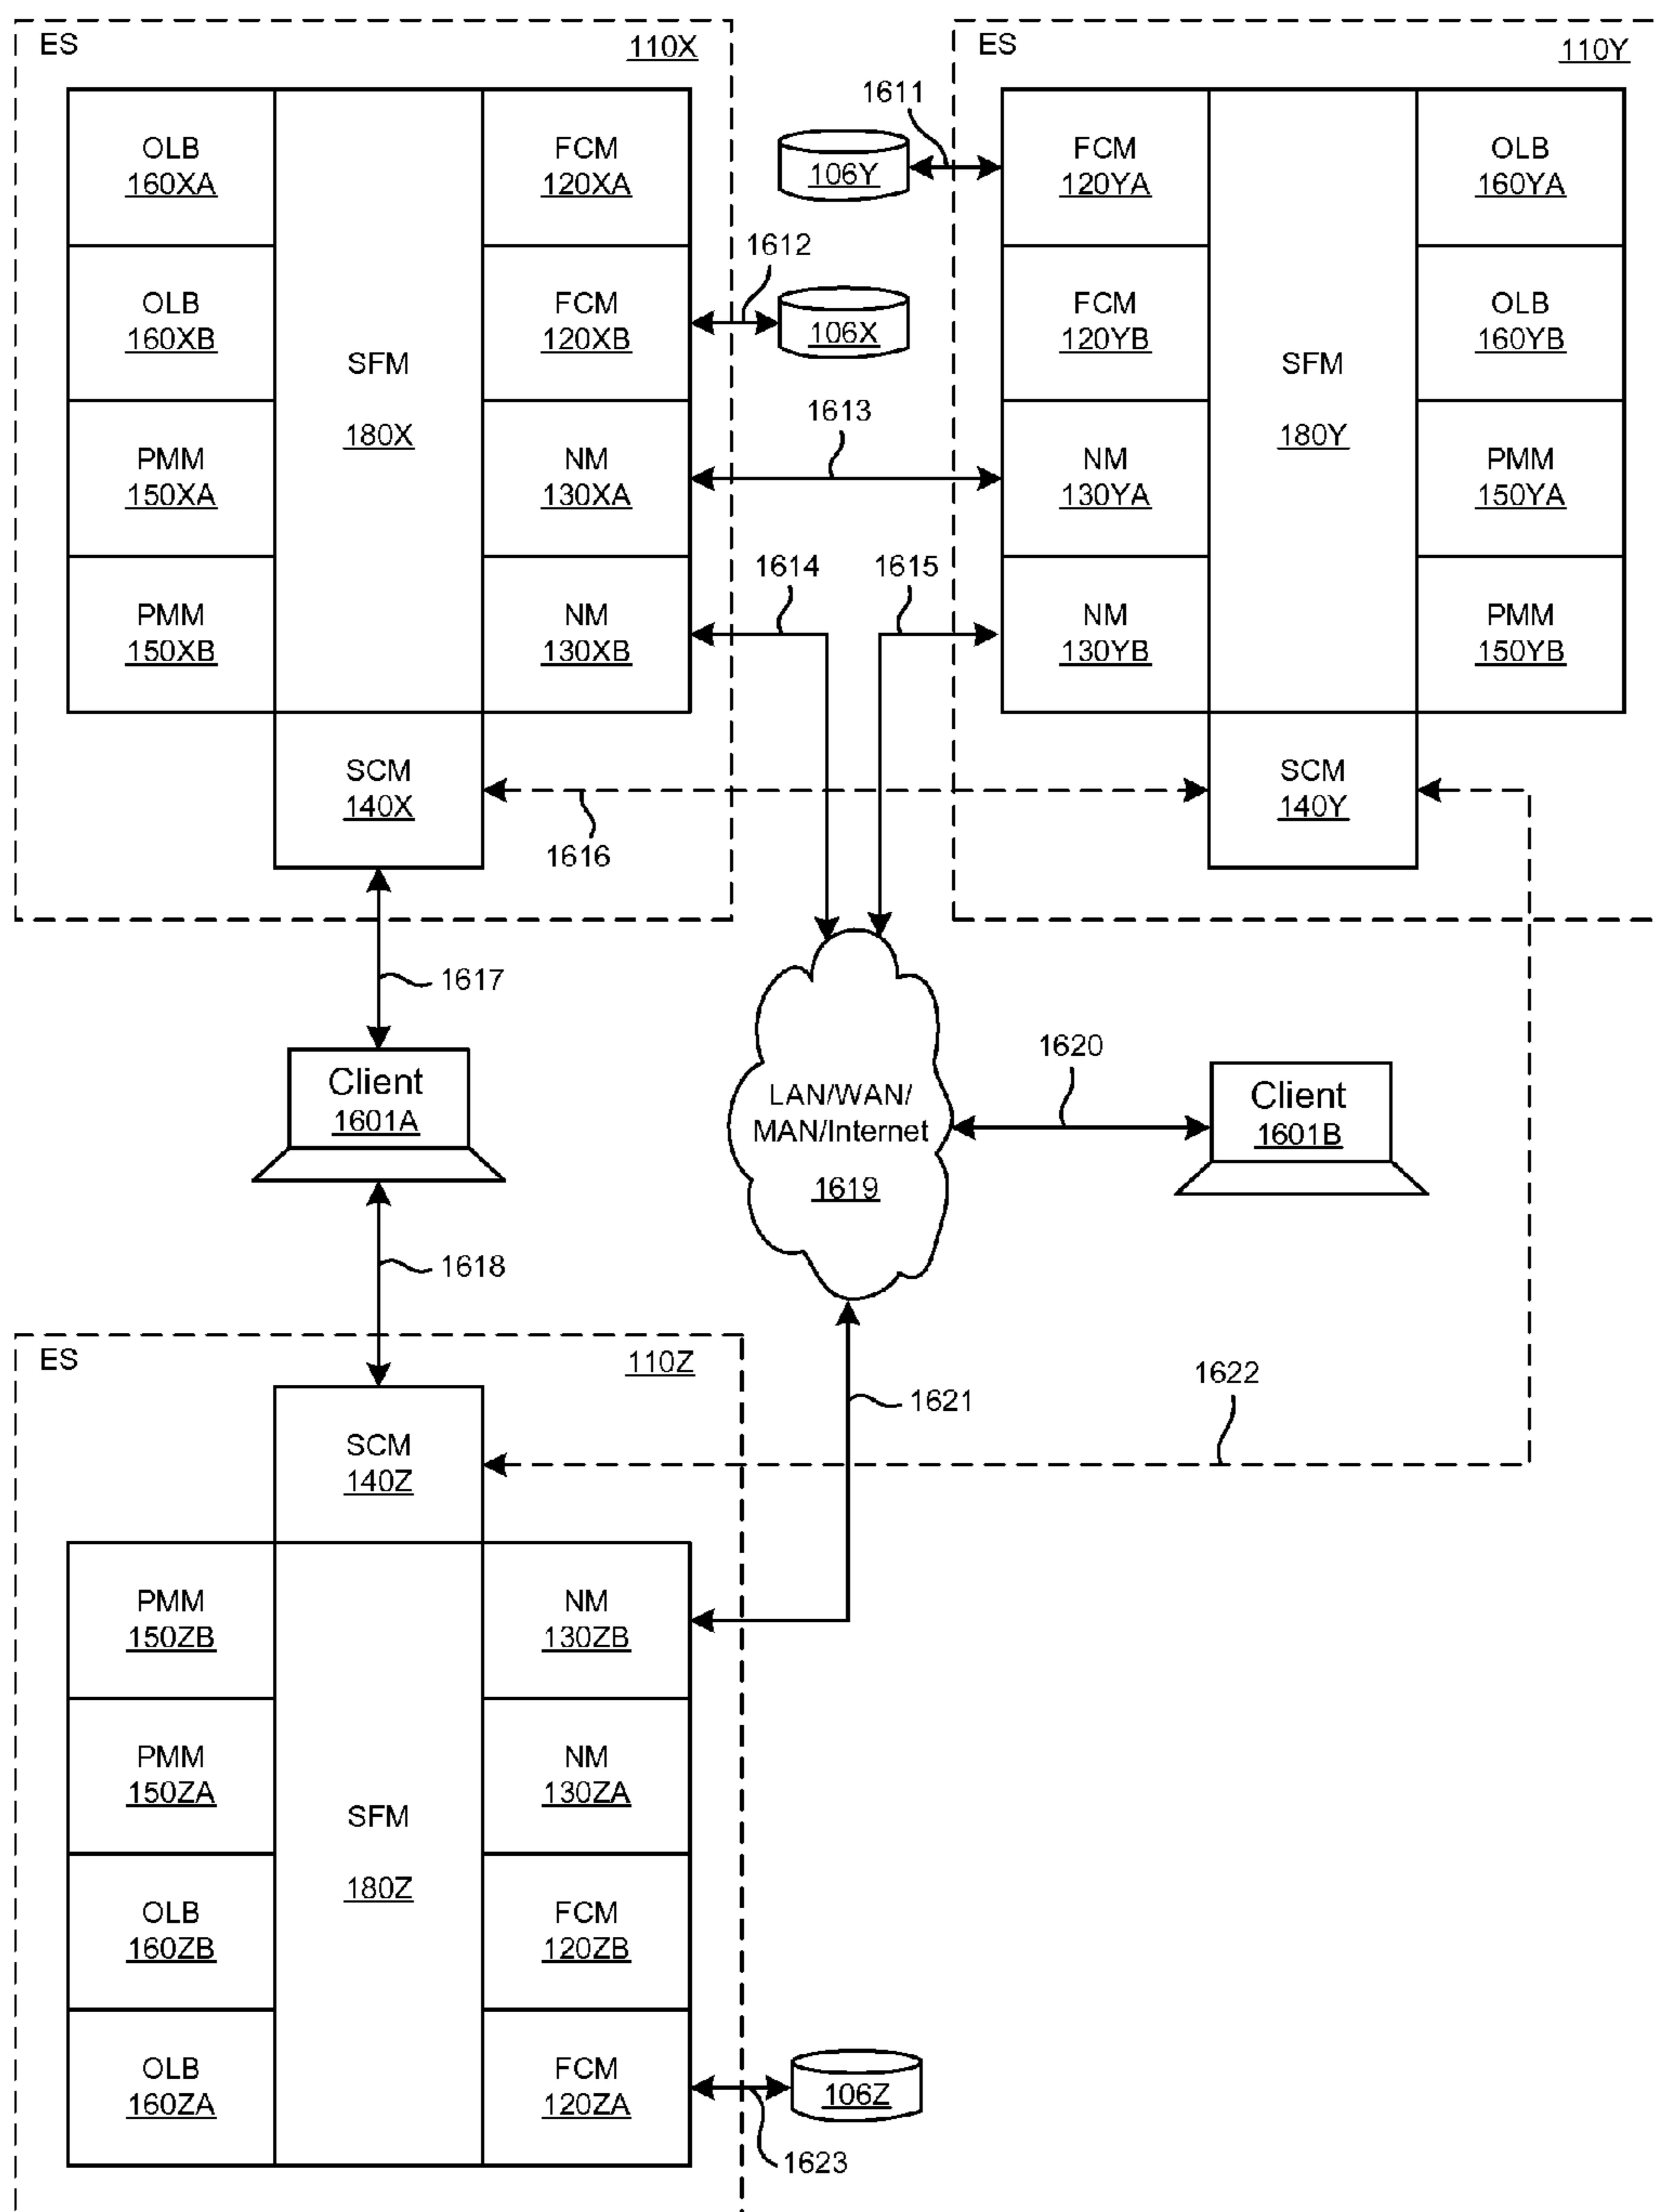 ES
110X
OLB
160XA
FCM
120XA
OLB
160XB
SFM
180X
FCM
120XB
PMM
150XA
NM
130XA
PMM
150XB
NM
130XB
SCM
140X
1611
106Y
1612
106X
1613
1614
1615
1616
ES
110Y
FCM
120YA
OLB
160YA
FCM
120YB
SFM
180Y
OLB
160YB
NM
130YA
PMM
150YA
NM
130YB
PMM
150YB
SCM
140Y
1617
Client
1601A
1618
LAN/WAN/
MAN/Internet
1619
1620
Client
1601B
1621
1622
ES
110Z
SCM
140Z
PMM
150ZB
NM
130ZB
PMM
150ZA
SFM
180Z
NM
130ZA
OLB
160ZB
FCM
120ZB
OLB
160ZA
FCM
120ZA
106Z
1623